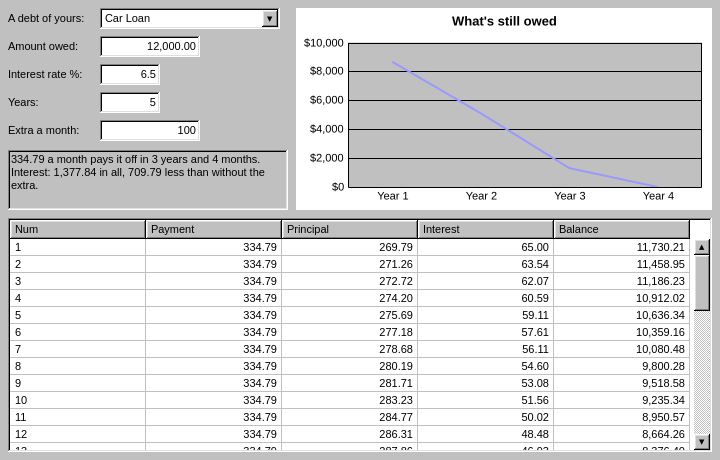 A debt of yours: Car Loan
Amount owed: 12,000.00
Interest rate %: 6.5
Years: 5
Extra a month: 100
334.79 a month pays it off in 3 years and 4 months.
Interest: 1,377.84 in all, 709.79 less than without the
extra.
What's still owed
$10,000
$8,000
$6,000
$4,000
$2,000
$0
Year 1 Year 2 Year 3 Year 4
Num Payment Principal Interest Balance
1 334.79 269.79 65.00 11,730.21
2 334.79 271.26 63.54 11,458.95
3 334.79 272.72 62.07 11,186.23
4 334.79 274.20 60.59 10,912.02
5 334.79 275.69 59.11 10,636.34
6 334.79 277.18 57.61 10,359.16
7 334.79 278.68 56.11 10,080.48
8 334.79 280.19 54.60 9,800.28
9 334.79 281.71 53.08 9,518.58
10 334.79 283.23 51.56 9,235.34
11 334.79 284.77 50.02 8,950.57
12 334.79 286.31 48.48 8,664.26